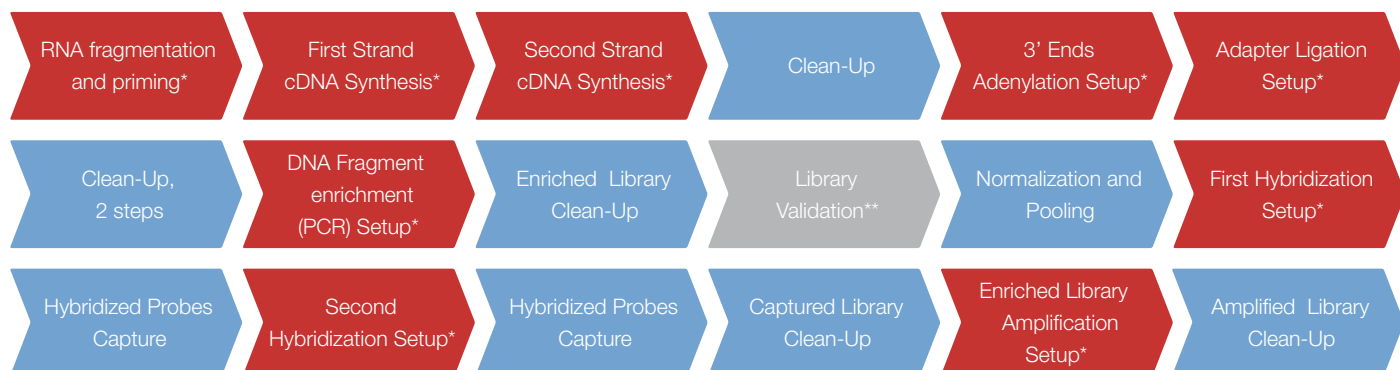 RNA fragmentation
and priming*
First Strand
cDNA Synthesis*
Second Strand
cDNA Synthesis*
Clean-Up
3’ Ends
Adenylation Setup*
Adapter Ligation
Setup*
Clean-Up,
2 steps
DNA Fragment
enrichment
(PCR) Setup*
Enriched Library
Clean-Up
Library
Validation**
Normalization and
Pooling
First Hybridization
Setup*
Hybridized Probes
Capture
Second
Hybridization Setup*
Hybridized Probes
Capture
Captured Library
Clean-Up
Enriched Library
Amplification
Setup*
Amplified Library
Clean-Up